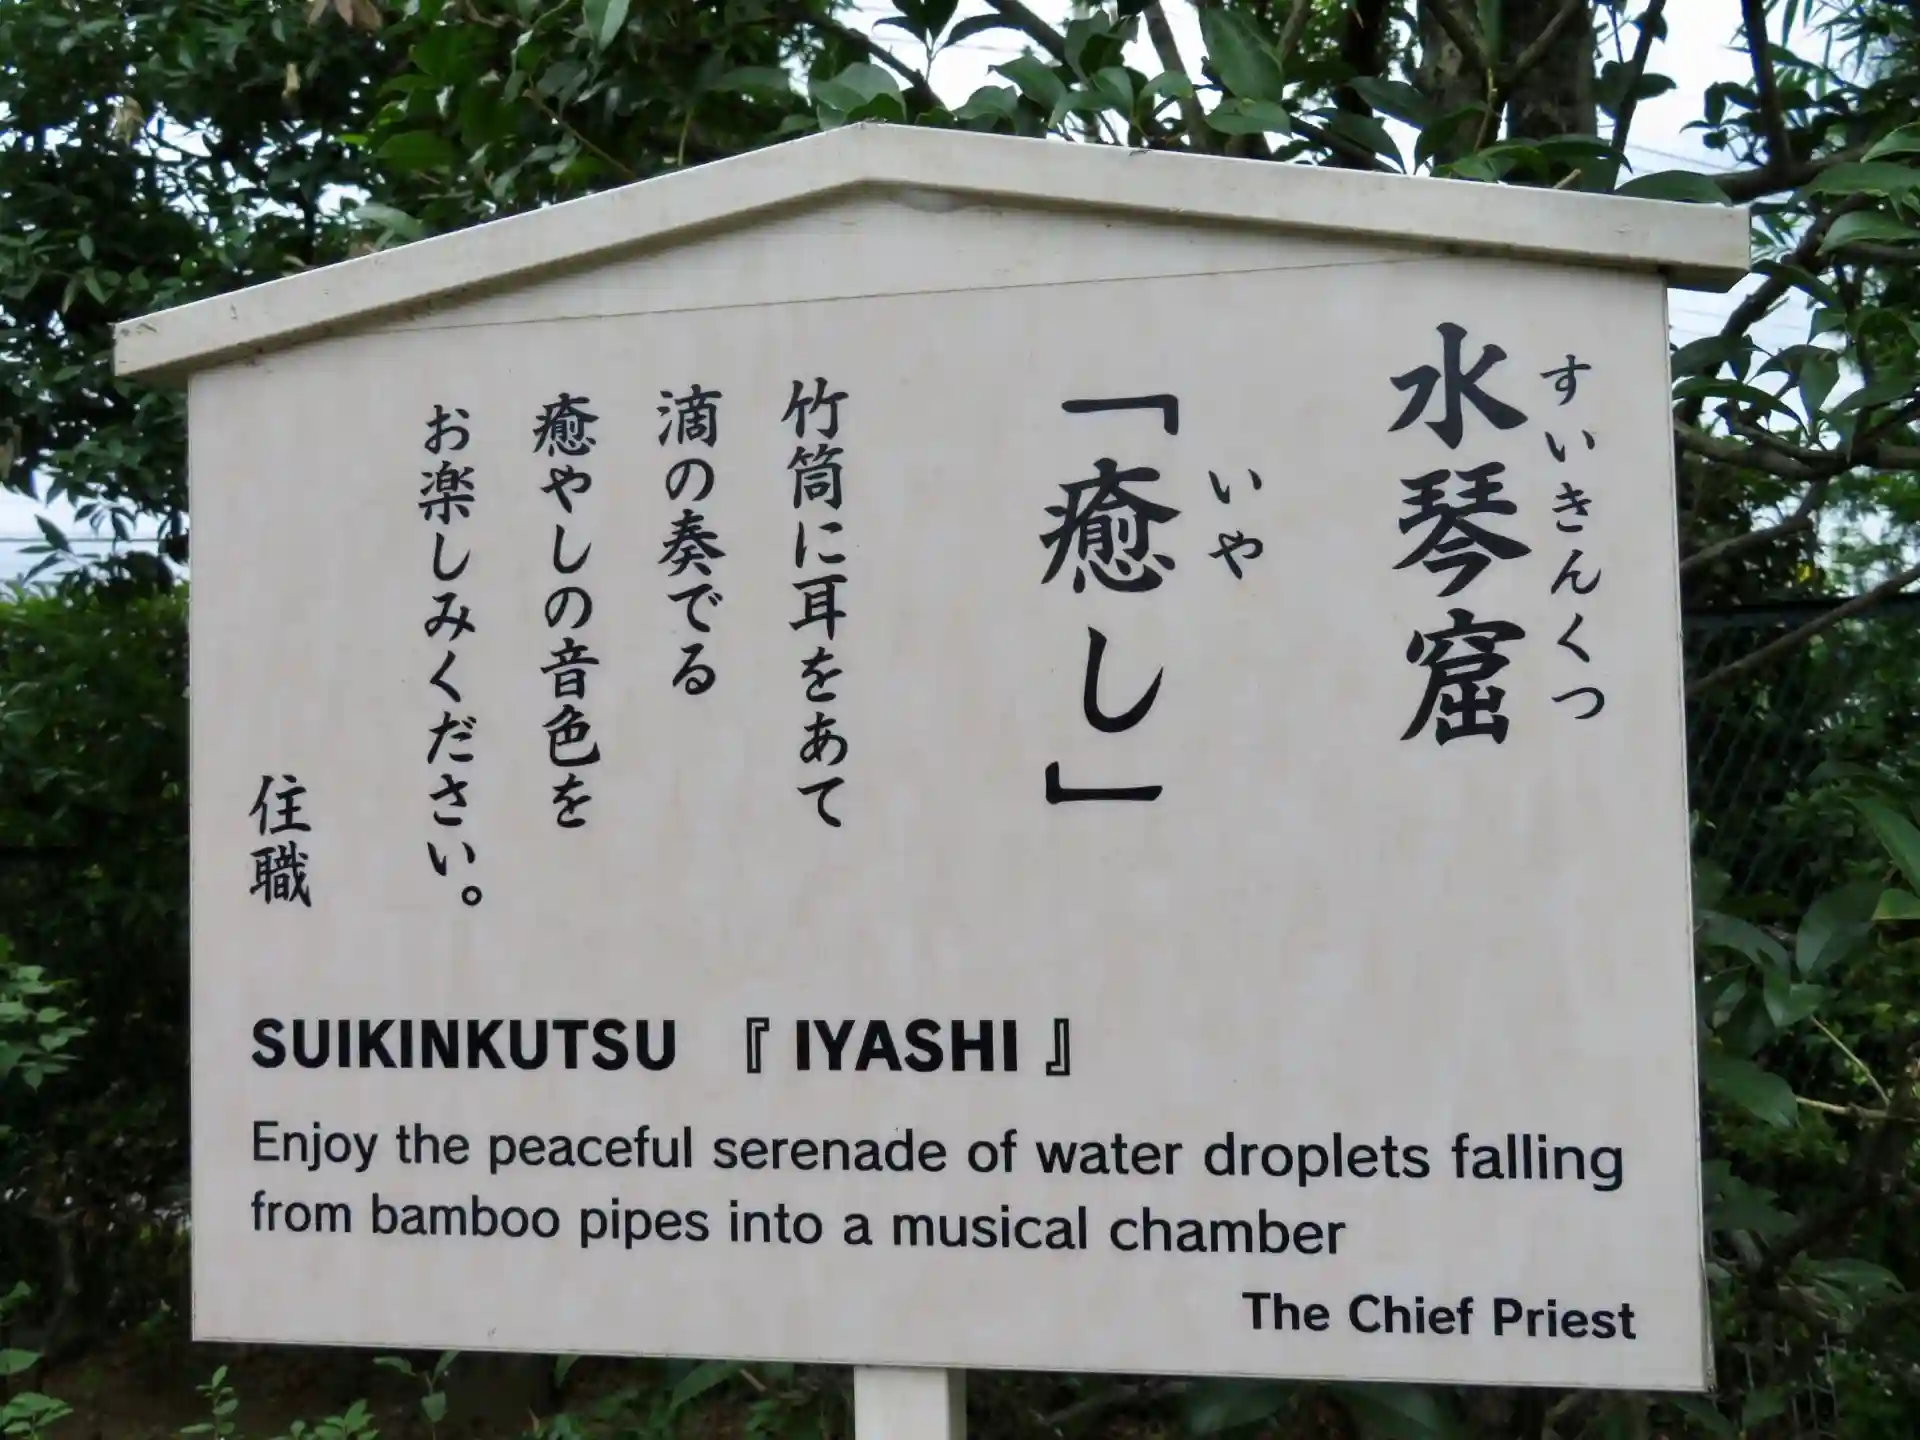 すいきんくつ
水琴窟
いや
「癒し」
竹筒に耳をあて
滴の奏でる
癒やしの音色を
お楽しみください。
住職
SUIKINKUTSU 『 IYASHI 』
Enjoy the peaceful serenade of water droplets falling
from bamboo pipes into a musical chamber
The Chief Priest